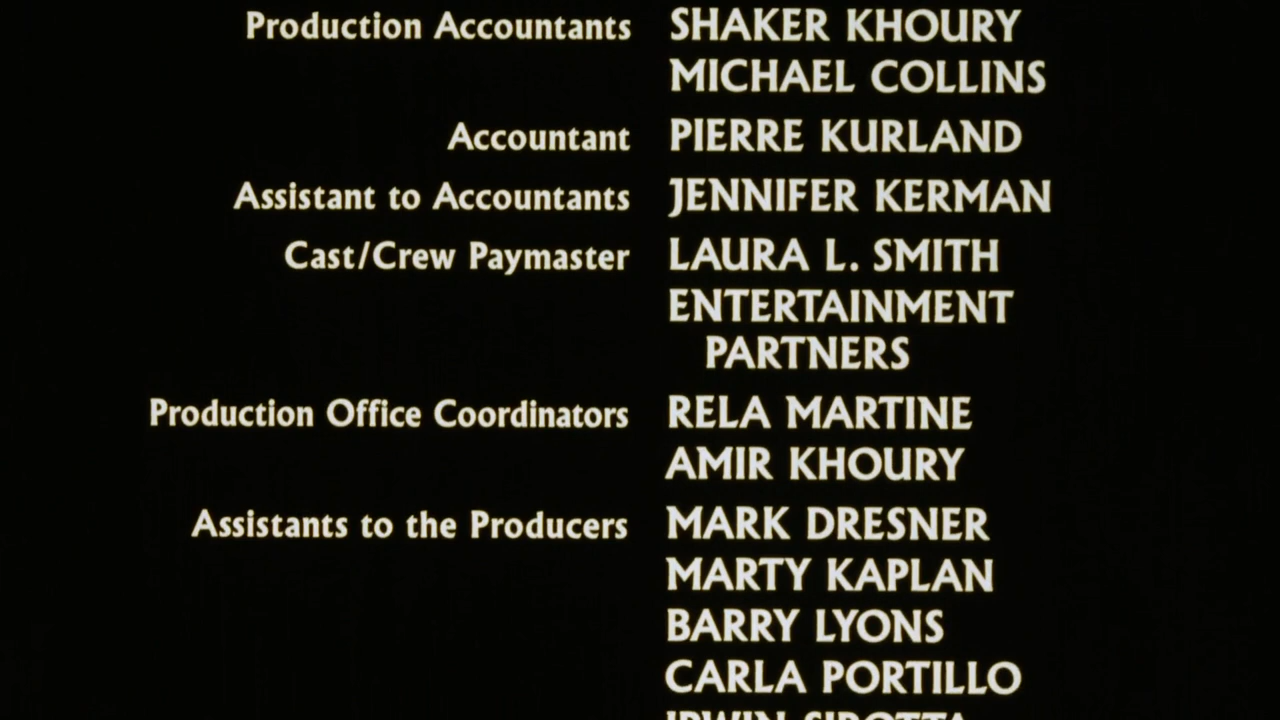 Production Accountants SHAKER KHOURY
MICHAEL COLLINS
Accountant PIERRE KURLAND
Assistant to Accountants JENNIFER KERMAN
Cast/Crew Paymaster LAURA L. SMITH
ENTERTAINMENT
PARTNERS
Production Office Coordinators RELA MARTINE
AMIR KHOURY
Assistants to the Producers MARK DRESNER
MARTY KAPLAN
BARRY LYONS
CARLA PORTILLO
IRWIN SIROTTA